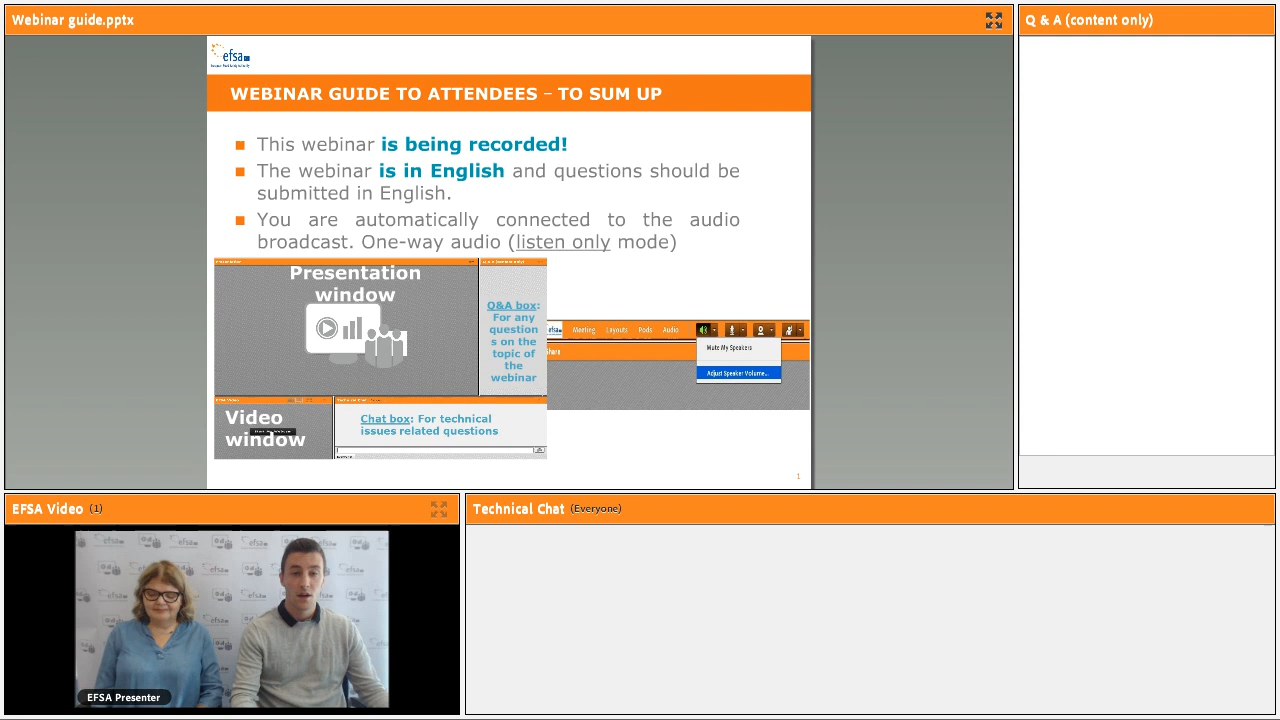 Webinar guide.pptx
Q & A (content only)
efsa
WEBINAR GUIDE TO ATTENDEES – TO SUM UP
This webinar is being recorded!
The webinar is in English and questions should be
submitted in English.
You are automatically connected to the audio
broadcast. One-way audio (listen only mode)
Presentation
Presentation
window
Q&A box:
For any
question
s on the
topic of
the
webinar
efsa
Meeting Layouts Pods Audio
Share
Mute My Speakers
Adjust Speaker Volume...
Video
window
Chat box: For technical
issues related questions
1
EFSA Video (1)
Technical Chat (Everyone)
efsa
EFSA Presenter